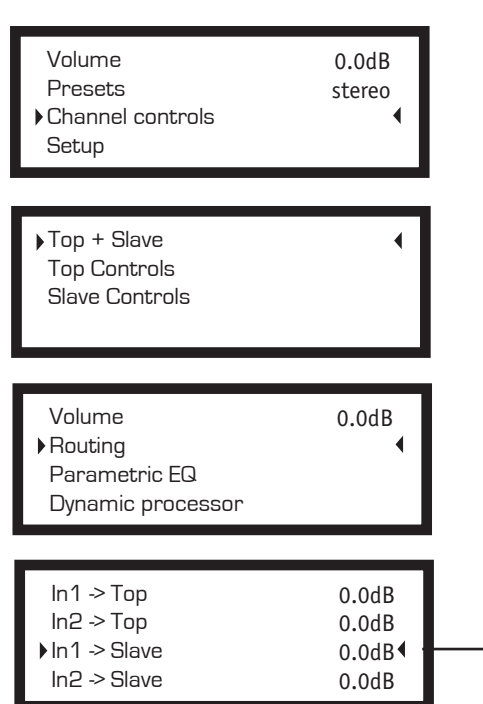 Volume 0.0dB
Presets stereo
Channel controls
Setup
Top + Slave
Top Controls
Slave Controls
Volume 0.0dB
Routing
Parametric EQ
Dynamic processor
In1 -> Top 0.0dB
In2 -> Top 0.0dB
In1 -> Slave 0.0dB
In2 -> Slave 0.0dB